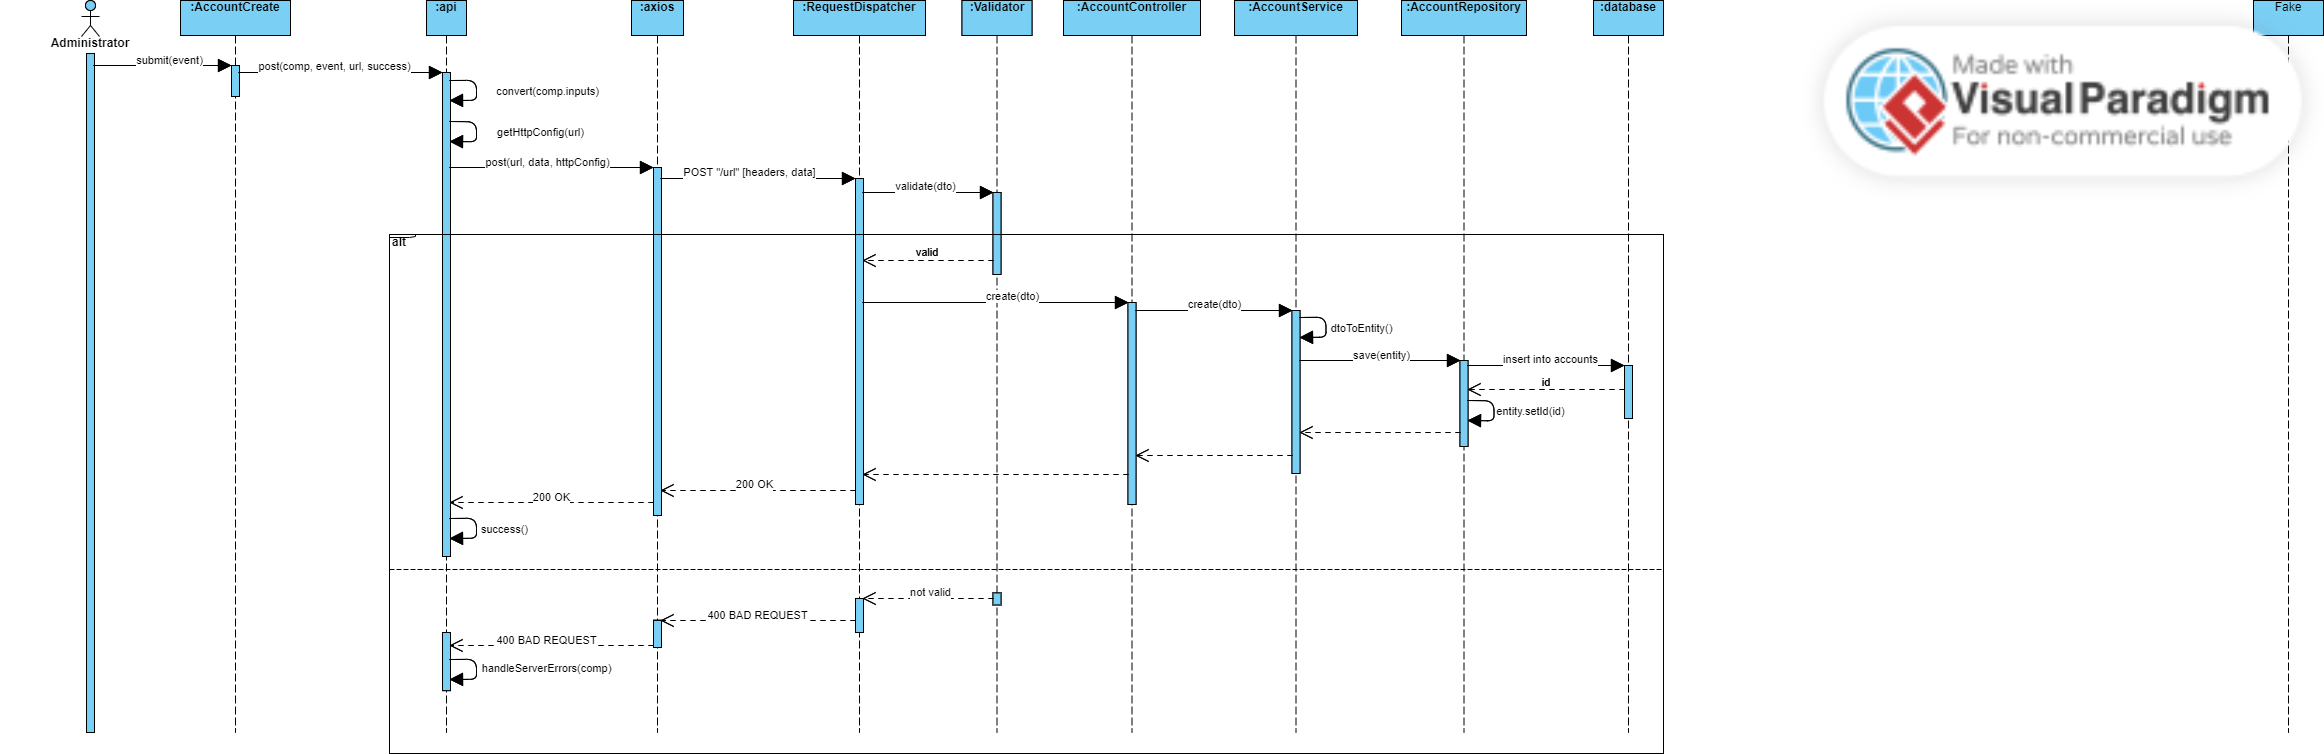 :AccountCreate
:api
:axios
:RequestDispatcher
:Validator
:AccountController
:AccountService
:AccountRepository
:database
Fake
Administrator
submit(event)
post(comp, event, url, success)
convert(comp.inputs)
getHttpConfig(url)
post(url, data, httpConfig)
POST "/url" [headers, data]
validate(dto)
Made with
Visual Paradigm
For non-commercial use
alt
valid
create(dto)
create(dto)
dtoToEntity()
save(entity)
insert into accounts
id
entity.setId(id)
200 OK
200 OK
success()
not valid
400 BAD REQUEST
400 BAD REQUEST
handleServerErrors(comp)